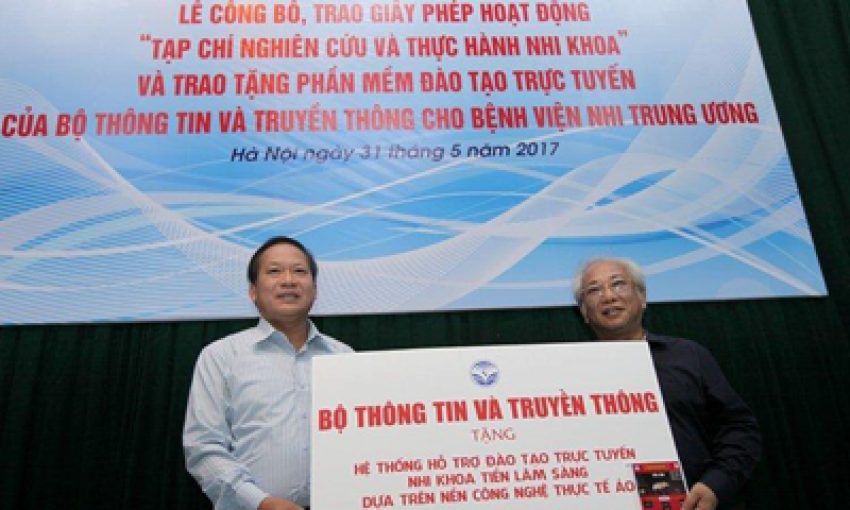 LỄ CÔNG BỐ, TRAO GIẤY PHÉP HOẠT ĐỘNG
"TẠP CHÍ NGHIÊN CỨU VÀ THỰC HÀNH NHI KHOA"
VÀ TRAO TẶNG PHẦN MỀM ĐÀO TẠO TRỰC TUYẾN
CỦA BỘ THÔNG TIN VÀ TRUYỀN THÔNG CHO BỆNH VIỆN NHI TRUNG ƯƠNG
Hà Nội ngày 31 tháng 5 năm 2017
BỘ THÔNG TIN VÀ TRUYỀN THÔNG
TẶNG
HỆ THỐNG HỖ TRỢ ĐÀO TẠO TRỰC TUYẾN
NHI KHOA TIỀN LÂM SÀNG
DỰA TRÊN NỀN CÔNG NGHỆ THỰC TẾ ẢO